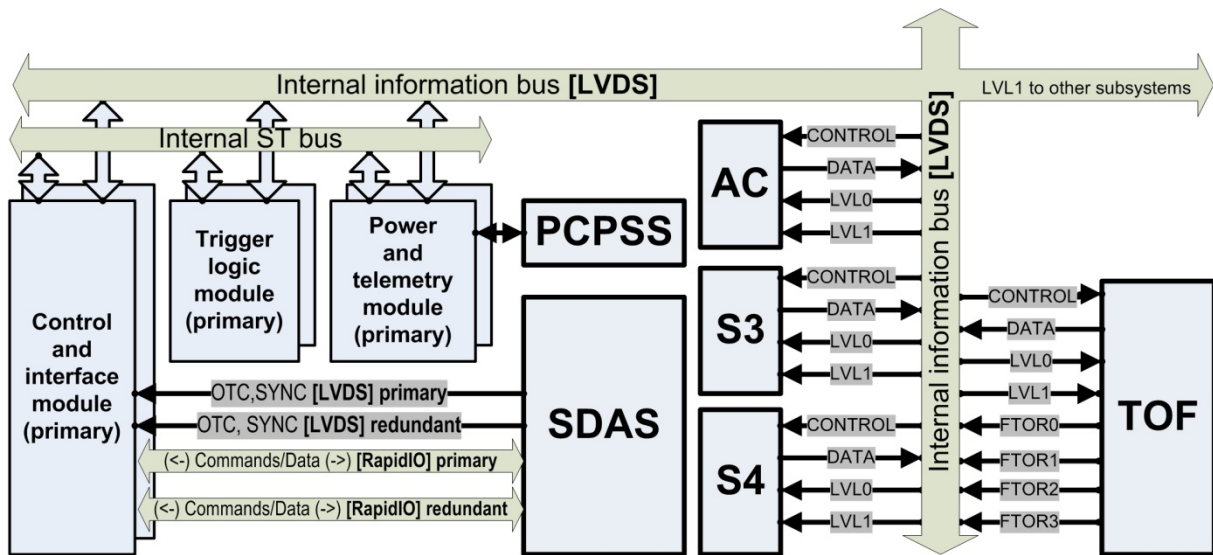 Internal information bus [LVDS]
LVL1 to other subsystems
Internal ST bus
Control
and
interface
module
(primary)
Trigger
logic
module
(primary)
Power
and
telemetry
module
(primary)
PCPSS
SDAS
OTC,SYNC [LVDS] primary
OTC, SYNC [LVDS] redundant
(<-) Commands/Data (->) [RapidIO] primary
(<-) Commands/Data (->) [RapidIO] redundant
AC
CONTROL
DATA
LVL0
LVL1
S3
CONTROL
DATA
LVL0
LVL1
S4
CONTROL
DATA
LVL0
LVL1
Internal information bus [LVDS]
CONTROL
DATA
LVL0
LVL1
FTOR0
FTOR1
FTOR2
FTOR3
TOF